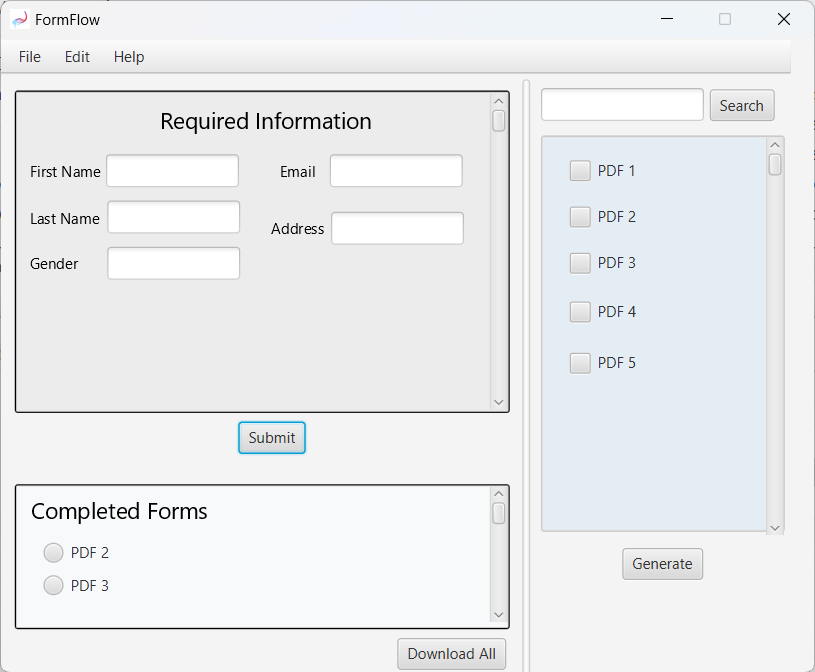 FormFlow
File Edit Help
Required Information
First Name
Email
Last Name
Address
Gender
Submit
Completed Forms
PDF 2
PDF 3
Download All
Search
PDF 1
PDF 2
PDF 3
PDF 4
PDF 5
Generate